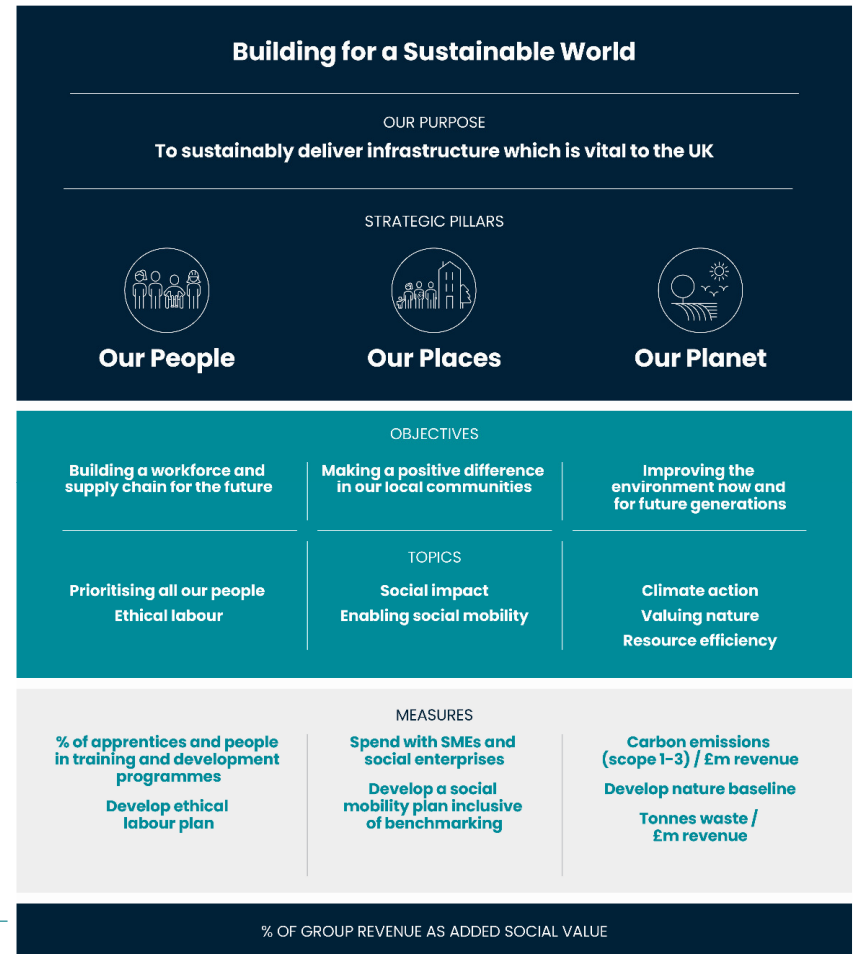 Building for a Sustainable World
OUR PURPOSE
To sustainably deliver infrastructure which is vital to the UK
STRATEGIC PILLARS
Our People
Our Places
Our Planet
OBJECTIVES
Building a workforce and
supply chain for the future
Making a positive difference
in our local communities
Improving the
environment now and
for future generations
TOPICS
Prioritising all our people
Ethical labour
Social impact
Enabling social mobility
Climate action
Valuing nature
Resource efficiency
MEASURES
% of apprentices and people
in training and development
programmes
Develop ethical
labour plan
Spend with SMEs and
social enterprises
Develop a social
mobility plan inclusive
of benchmarking
Carbon emissions
(scope 1-3) / £m revenue
Develop nature baseline
Tonnes waste /
£m revenue
% OF GROUP REVENUE AS ADDED SOCIAL VALUE